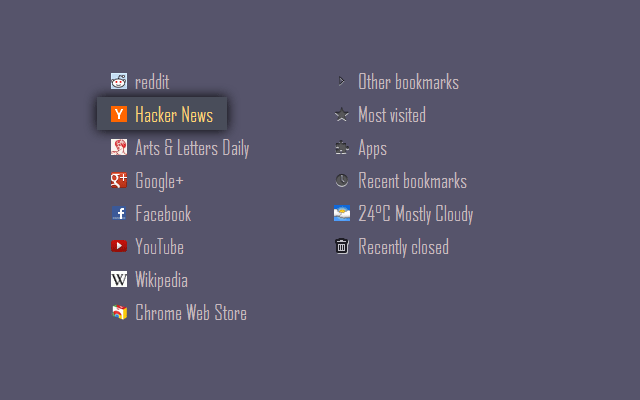 reddit
Hacker News
Arts & Letters Daily
Google+
Facebook
YouTube
Wikipedia
Chrome Web Store
Other bookmarks
Most visited
Apps
Recent bookmarks
24°C Mostly Cloudy
Recently closed